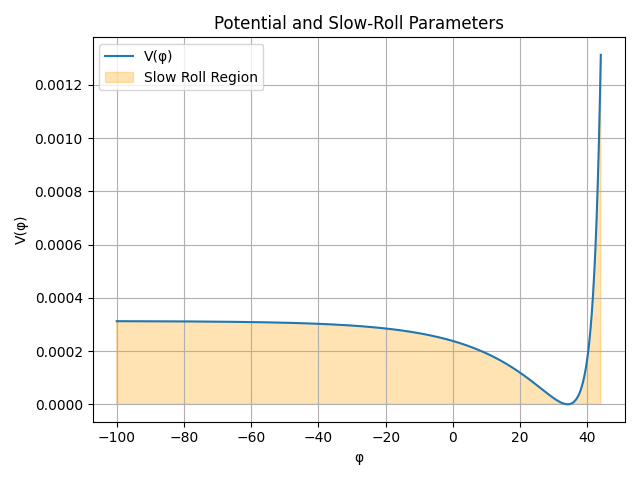 Potential and Slow-Roll Parameters
V(φ)
Slow Roll Region
V(φ)
0.0012
0.0010
0.0008
0.0006
0.0004
0.0002
0.0000
−100 −80 −60 −40 −20 0 20 40
φ